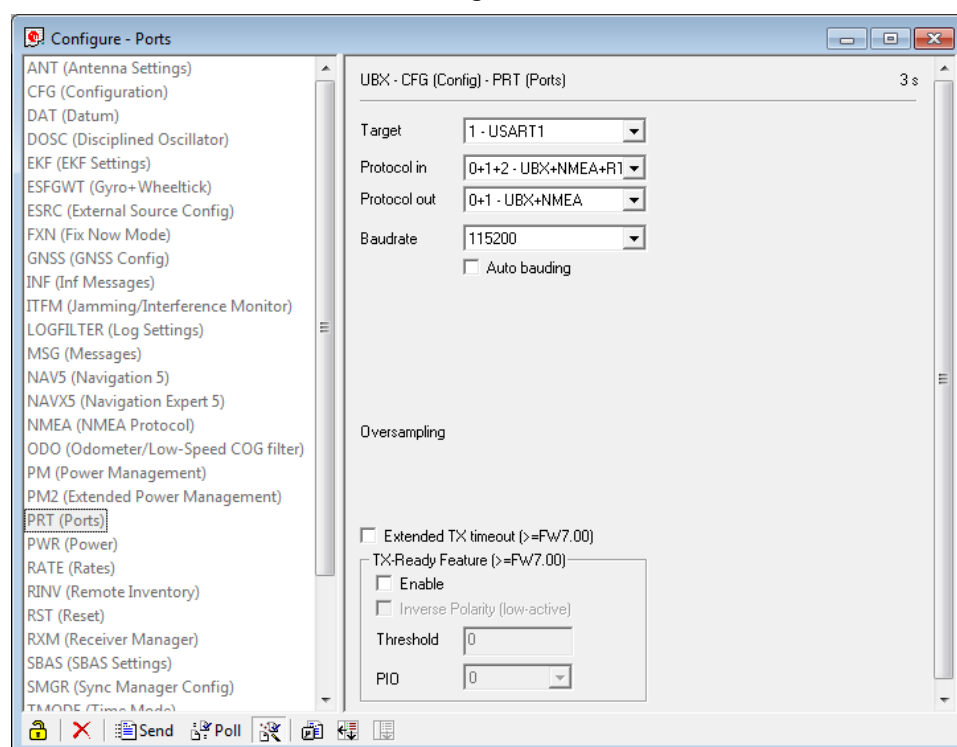 Configure - Ports
ANT (Antenna Settings)
CFG (Configuration)
DAT (Datum)
DOSC (Disciplined Oscillator)
EKF (EKF Settings)
ESFGWT (Gyro+Wheeltick)
ESRC (External Source Config)
FXN (Fix Now Mode)
GNSS (GNSS Config)
INF (Inf Messages)
ITFM (Jamming/Interference Monitor)
LOGFILTER (Log Settings)
MSG (Messages)
NAV5 (Navigation 5)
NAVX5 (Navigation Expert 5)
NMEA (NMEA Protocol)
ODO (Odometer/Low-Speed COG filter)
PM (Power Management)
PM2 (Extended Power Management)
PRT (Ports)
PWR (Power)
RATE (Rates)
RINV (Remote Inventory)
RST (Reset)
RXM (Receiver Manager)
SBAS (SBAS Settings)
SMGR (Sync Manager Config)
TMODE (Time Mode)
UBX - CFG (Config) - PRT (Ports) 3 s
Target 1 - USART1
Protocol in 0+1+2 - UBX+NMEA+RT
Protocol out 0+1 - UBX+NMEA
Baudrate 115200
Auto bauding
Oversampling
Extended TX timeout (>=FW7.00)
TX-Ready Feature (>=FW7.00)
Enable
Inverse Polarity (low-active)
Threshold 0
PIO 0
Send Poll